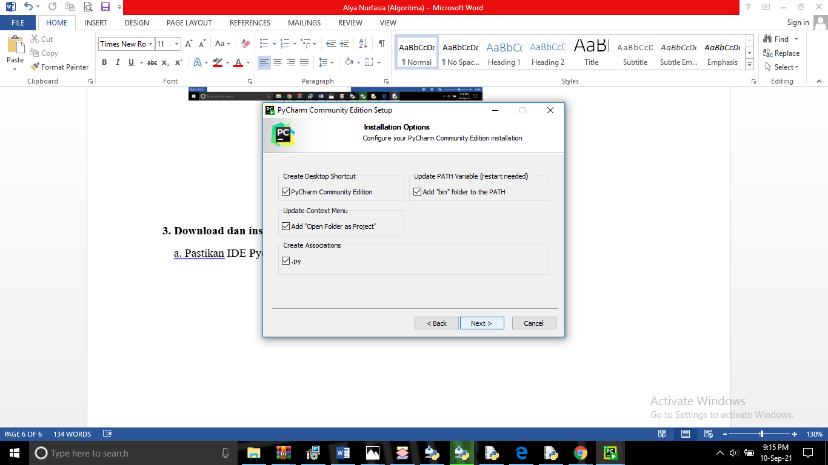 Alya Nurfaiza (Algoritma) - Microsoft Word
Sign in
FILE HOME INSERT DESIGN PAGE LAYOUT REFERENCES MAILINGS REVIEW VIEW
Paste
Cut
Copy
Format Painter
Clipboard
Times New Ro 11
Font
Paragraph
AaBbCcDc AaBbCcDc AaBbCc AaBbCcC AaBl AaBbCcC AaBbCcDc AaBbCcDc
¶ Normal ¶ No Spac... Heading 1 Heading 2 Title Subtitle Subtle Em... Emphasis
Styles
Find
Replace
Select
Editing
3. Download dan ins
a. Pastikan IDE Py
PyCharm Community Edition Setup
Installation Options
Configure your PyCharm Community Edition installation
Create Desktop Shortcut
PyCharm Community Edition
Update PATH Variable (restart needed)
Add "bin" folder to the PATH
Update Context Menu
Add "Open Folder as Project"
Create Associations
.py
< Back Next > Cancel
Activate Windows
Go to Settings to activate Windows.
PAGE 6 OF 6 134 WORDS
130%
Type here to search
9:15 PM
10-Sep-21